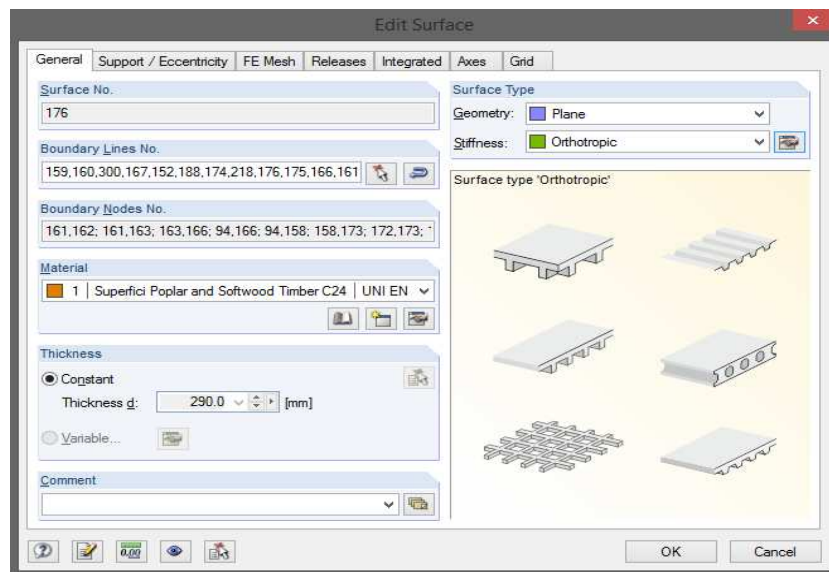 Edit Surface
General Support / Eccentricity FE Mesh Releases Integrated Axes Grid
Surface No.
176
Boundary Lines No.
159,160,300,167,152,188,174,218,176,175,166,161
Boundary Nodes No.
161,162; 161,163; 163,166; 94,166; 94,158; 158,173; 172,173;
Material
1 | Superfici Poplar and Softwood Timber C24 | UNI EN
Thickness
Constant
Thickness d: 290.0 [mm]
Variable...
Comment
Surface Type
Geometry: Plane
Stiffness: Orthotropic
Surface type 'Orthotropic'
0.00
OK Cancel